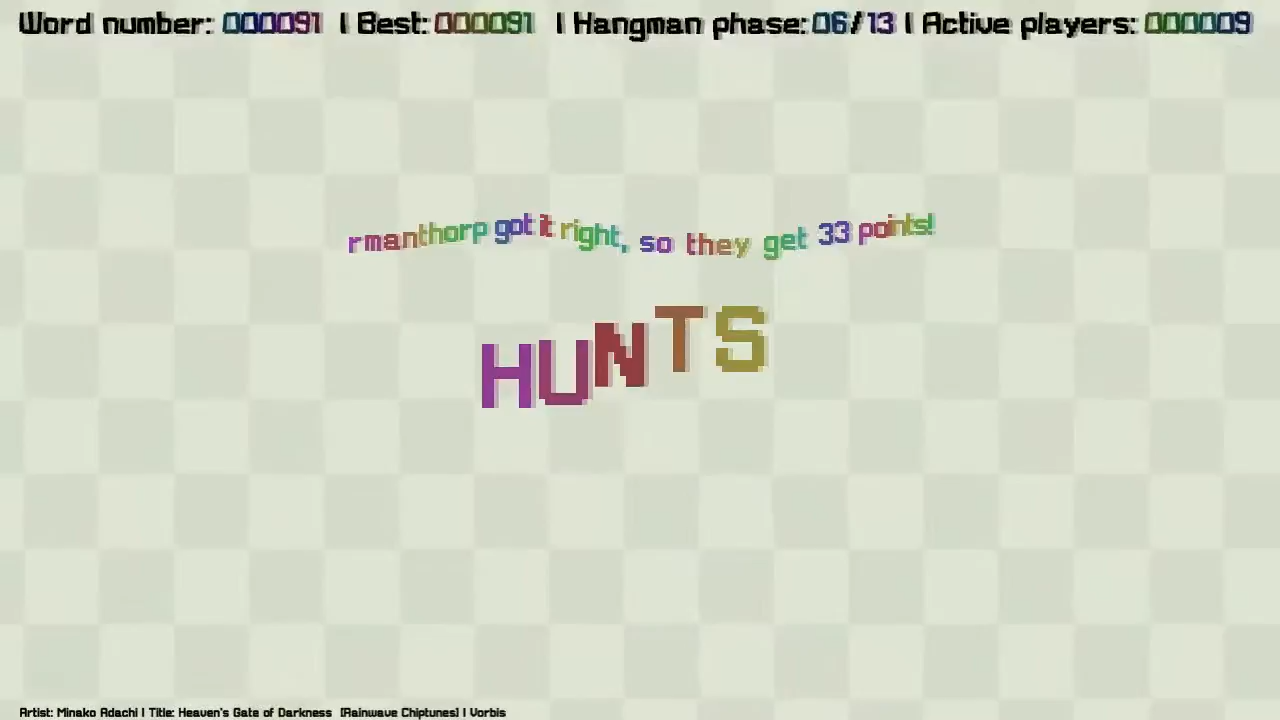 Word number: 000091 | Best: 000091 | Hangman phase: 06/13 | Active players: 000009
rmanthorp got it right, so they get 33 points!
HUNTS
Artist: Minako Adachi | Title: Heaven's Gate of Darkness [Rainwave Chiptunes] | Vorbis